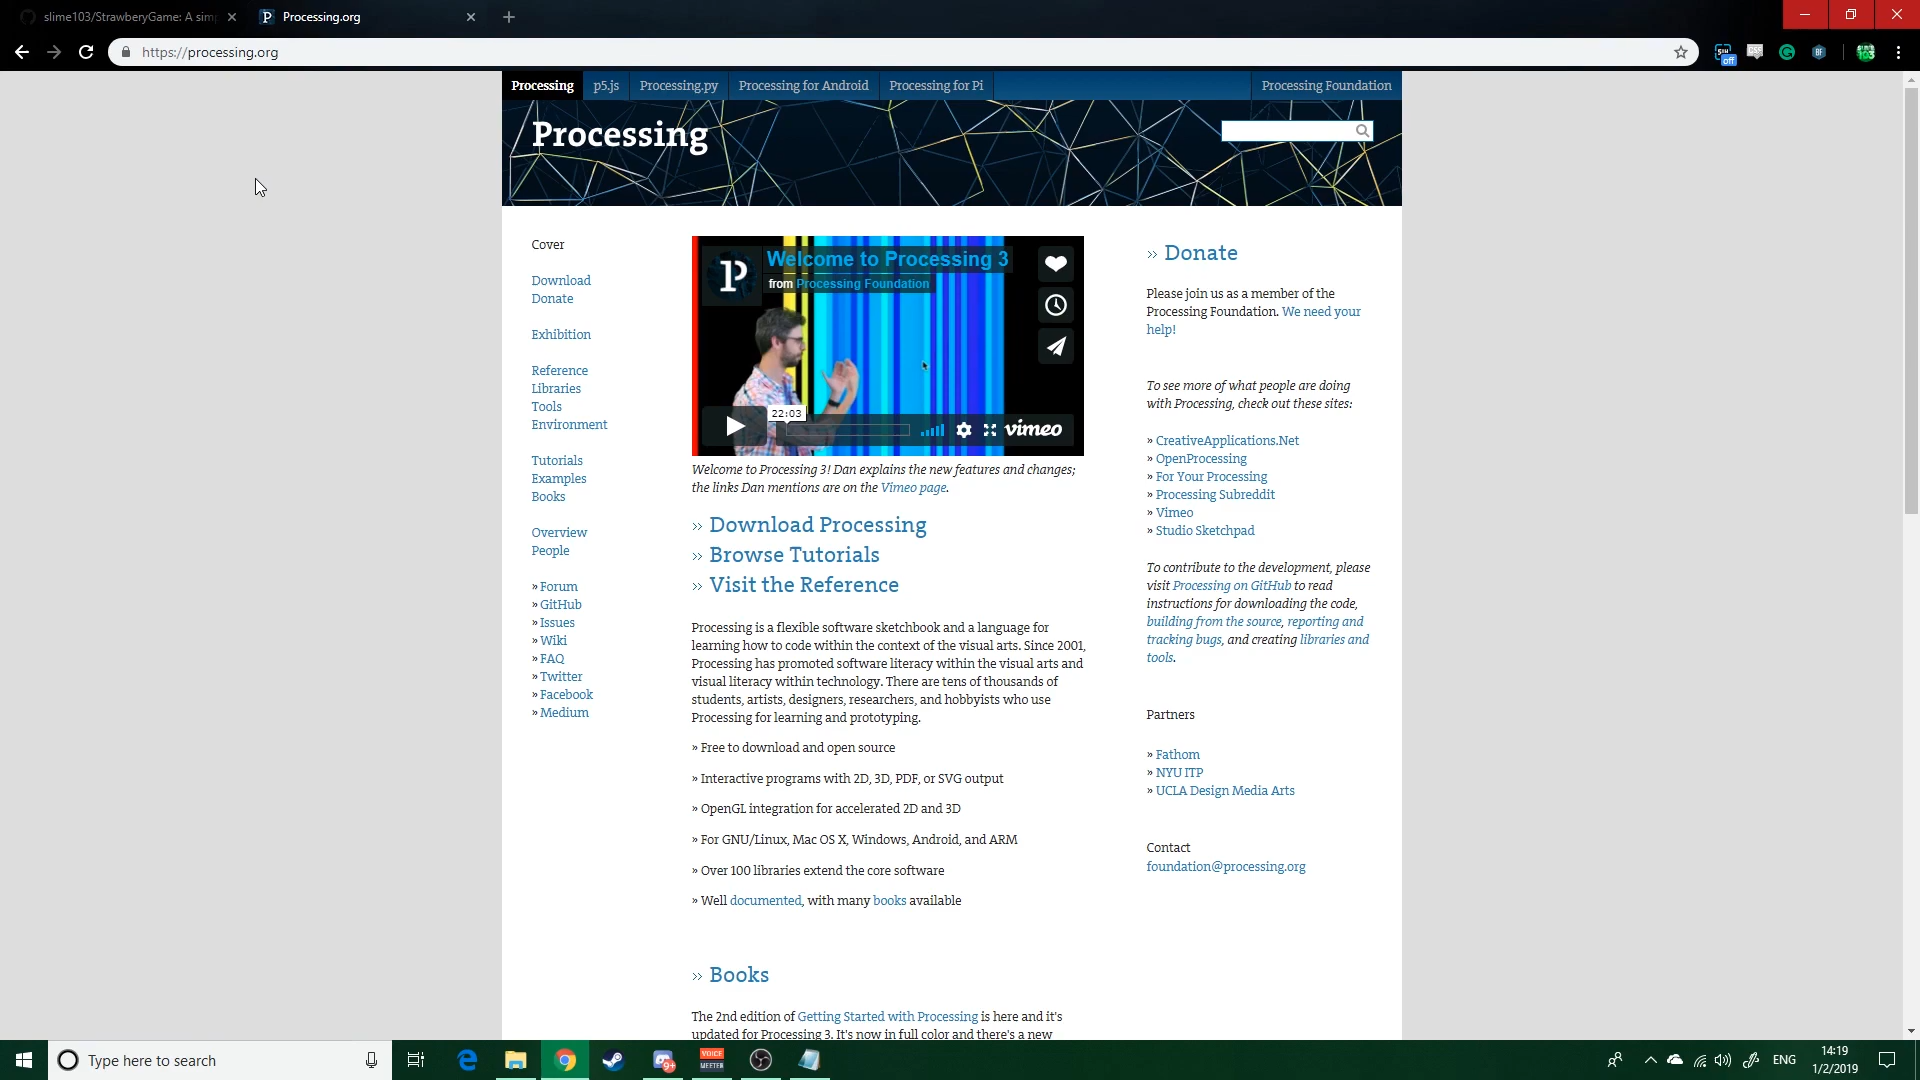 slime103/StrawberyGame: A sim
Processing.org
https://processing.org
off
Processing
p5.js
Processing.py
Processing for Android
Processing for Pi
Processing Foundation
Processing
Cover
Download
Donate
Exhibition
Reference
Libraries
Tools
Environment
Tutorials
Examples
Books
Overview
People
» Forum
» GitHub
» Issues
» Wiki
» FAQ
» Twitter
» Facebook
» Medium
Welcome to Processing 3
from Processing Foundation
22:03
vimeo
Welcome to Processing 3! Dan explains the new features and changes;
the links Dan mentions are on the Vimeo page.
» Download Processing
» Browse Tutorials
» Visit the Reference
Processing is a flexible software sketchbook and a language for
learning how to code within the context of the visual arts. Since 2001,
Processing has promoted software literacy within the visual arts and
visual literacy within technology. There are tens of thousands of
students, artists, designers, researchers, and hobbyists who use
Processing for learning and prototyping.
» Free to download and open source
» Interactive programs with 2D, 3D, PDF, or SVG output
» OpenGL integration for accelerated 2D and 3D
» For GNU/Linux, Mac OS X, Windows, Android, and ARM
» Over 100 libraries extend the core software
» Well documented, with many books available
» Books
The 2nd edition of Getting Started with Processing is here and it's
updated for Processing 3. It's now in full color and there's a new
» Donate
Please join us as a member of the
Processing Foundation. We need your
help!
To see more of what people are doing
with Processing, check out these sites:
» CreativeApplications.Net
» OpenProcessing
» For Your Processing
» Processing Subreddit
» Vimeo
» Studio Sketchpad
To contribute to the development, please
visit Processing on GitHub to read
instructions for downloading the code,
building from the source, reporting and
tracking bugs, and creating libraries and
tools.
Partners
» Fathom
» NYU ITP
» UCLA Design Media Arts
Contact
foundation@processing.org
Type here to search
9+
VOICE
MEETER
ENG
14:19
1/2/2019